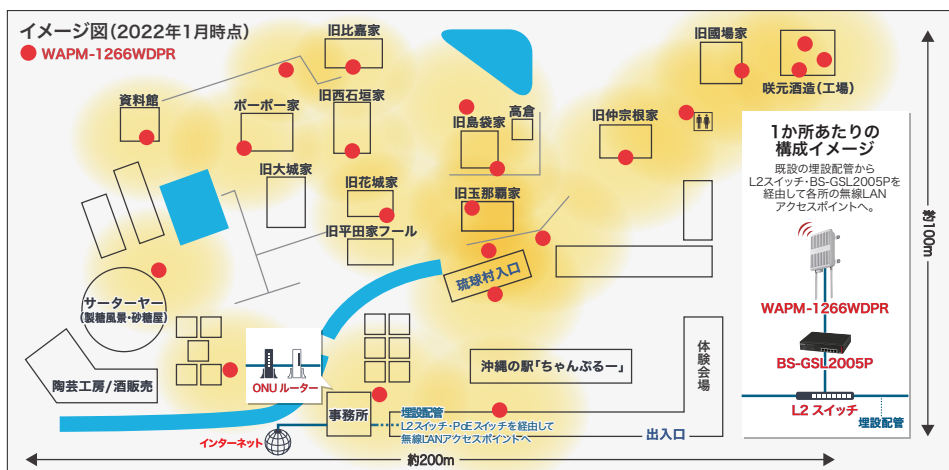 イメージ図(2022年1月時点)
WAPM-1266WDPR
旧比嘉家
旧國場家
咲元酒造(工場)
資料館
ポーポー家
旧西石垣家
旧島袋家
高倉
旧仲宗根家
旧大城家
旧花城家
旧玉那覇家
旧平田家フール
琉球村入口
サーターヤー
(製糖風景・砂糖屋)
陶芸工房/酒販売
ONU ルーター
沖縄の駅「ちゃんぷるー」
体験会場
事務所
埋設配管
L2スイッチ・PoEスイッチを経由して
無線LANアクセスポイントへ
出入口
インターネット
約200m
約100m
1か所あたりの
構成イメージ
既設の埋設配管から
L2スイッチ・BS-GSL2005Pを
経由して各所の無線LAN
アクセスポイントへ。
WAPM-1266WDPR
BS-GSL2005P
L2 スイッチ
埋設配管